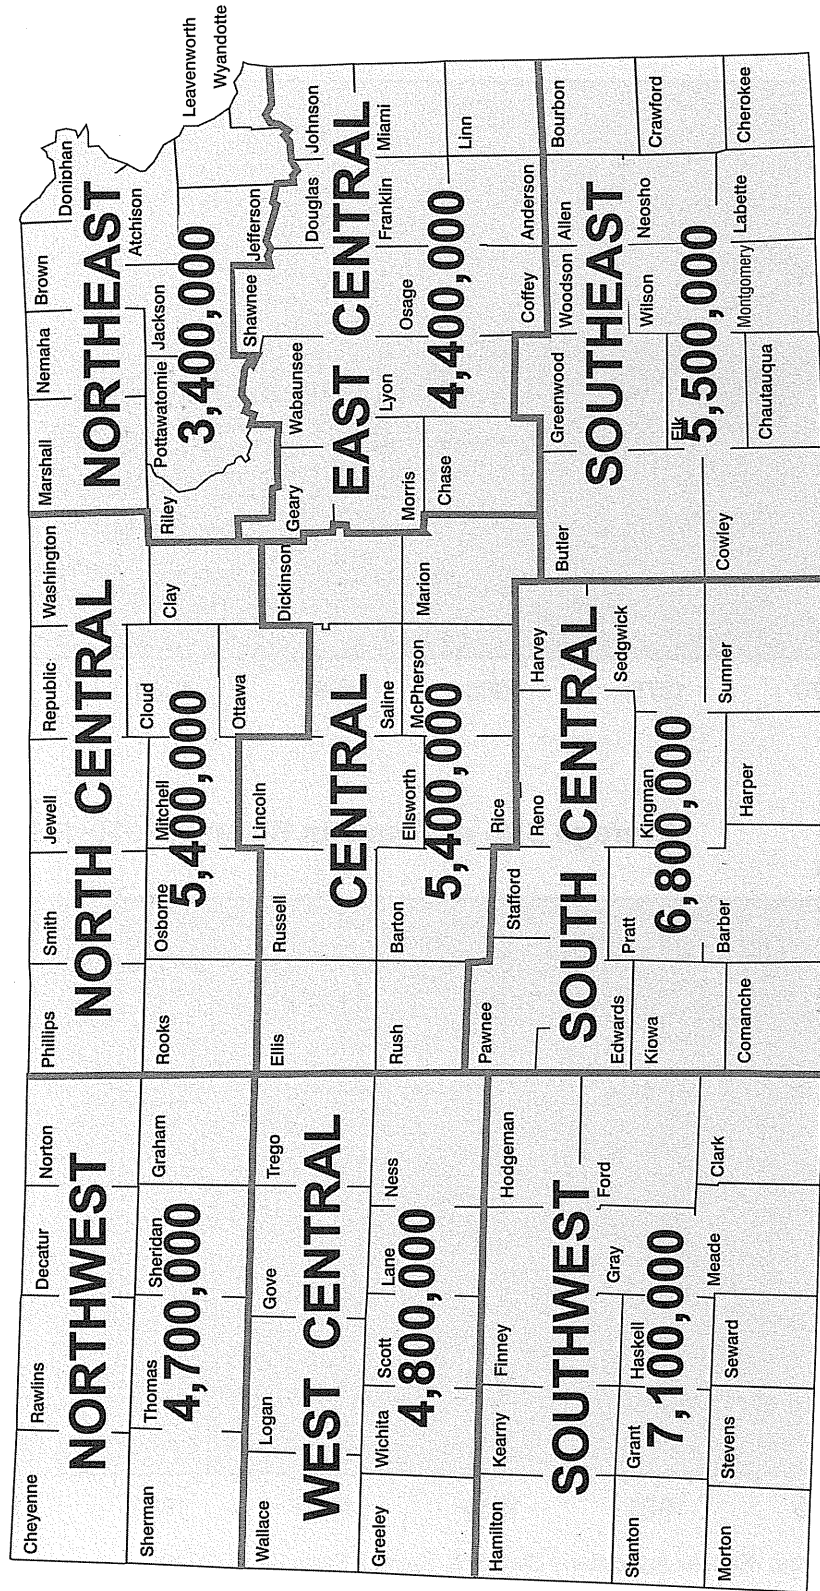 Cheyenne
Rawlins
Decatur
Norton
NORTHWEST
Sherman
Thomas
Sheridan
Graham
4,700,000
Wallace
Logan
Gove
Trego
WEST CENTRAL
Greeley
Wichita
Scott
Lane
Ness
4,800,000
Hamilton
Kearny
Finney
Hodgeman
SOUTHWEST
Stanton
Grant
Haskell
Gray
Ford
7,100,000
Morton
Stevens
Seward
Meade
Clark
Phillips
Smith
Jewell
Republic
Washington
NORTH CENTRAL
Rooks
Osborne
Mitchell
Cloud
Clay
5,400,000
Ottawa
Ellis
Russell
Lincoln
Dickinson
CENTRAL
Saline
Rush
Barton
Ellsworth
McPherson
Marion
5,400,000
Rice
Pawnee
Stafford
Reno
Harvey
SOUTH CENTRAL
Sedgwick
Edwards
Pratt
Kingman
Kiowa
6,800,000
Comanche
Barber
Harper
Sumner
Marshall
Nemaha
Brown
Doniphan
NORTHEAST
Atchison
Leavenworth
Wyandotte
Riley
Pottawatomie
Jackson
3,400,000
Jefferson
Shawnee
Geary
Wabaunsee
Douglas
Johnson
EAST CENTRAL
Morris
Lyon
Osage
Franklin
Miami
Chase
4,400,000
Coffey
Anderson
Linn
Butler
Greenwood
Woodson
Allen
Bourbon
SOUTHEAST
Wilson
Neosho
Crawford
Elk
5,500,000
Cowley
Chautauqua
Montgomery
Labette
Cherokee